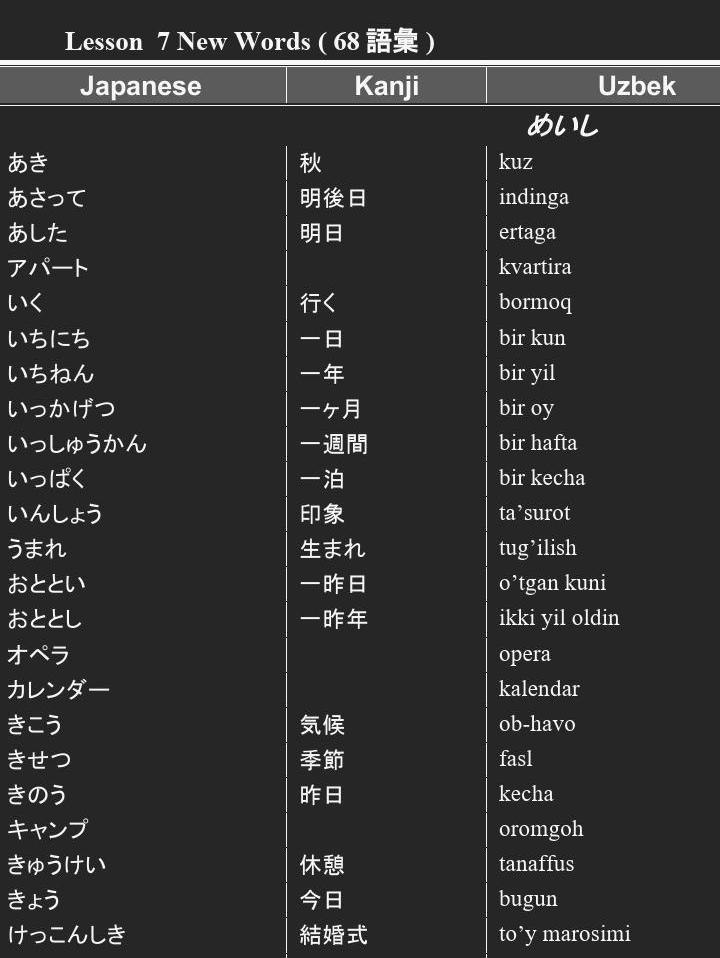 Lesson 7 New Words ( 68 語彙 )
Japanese Kanji Uzbek
めいし
あき 秋 kuz
あさって 明後日 indinga
あした 明日 ertaga
アパート kvartira
いく 行く bormoq
いちにち 一日 bir kun
いちねん 一年 bir yil
いっかげつ 一ヶ月 bir oy
いっしゅうかん 一週間 bir hafta
いっぱく 一泊 bir kecha
いんしょう 印象 ta’surot
うまれ 生まれ tug’ilish
おととい 一昨日 o’tgan kuni
おととし 一昨年 ikki yil oldin
オペラ opera
カレンダー kalendar
きこう 気候 ob-havo
きせつ 季節 fasl
きのう 昨日 kecha
キャンプ oromgoh
きゅうけい 休憩 tanaffus
きょう 今日 bugun
けっこんしき 結婚式 to’y marosimi